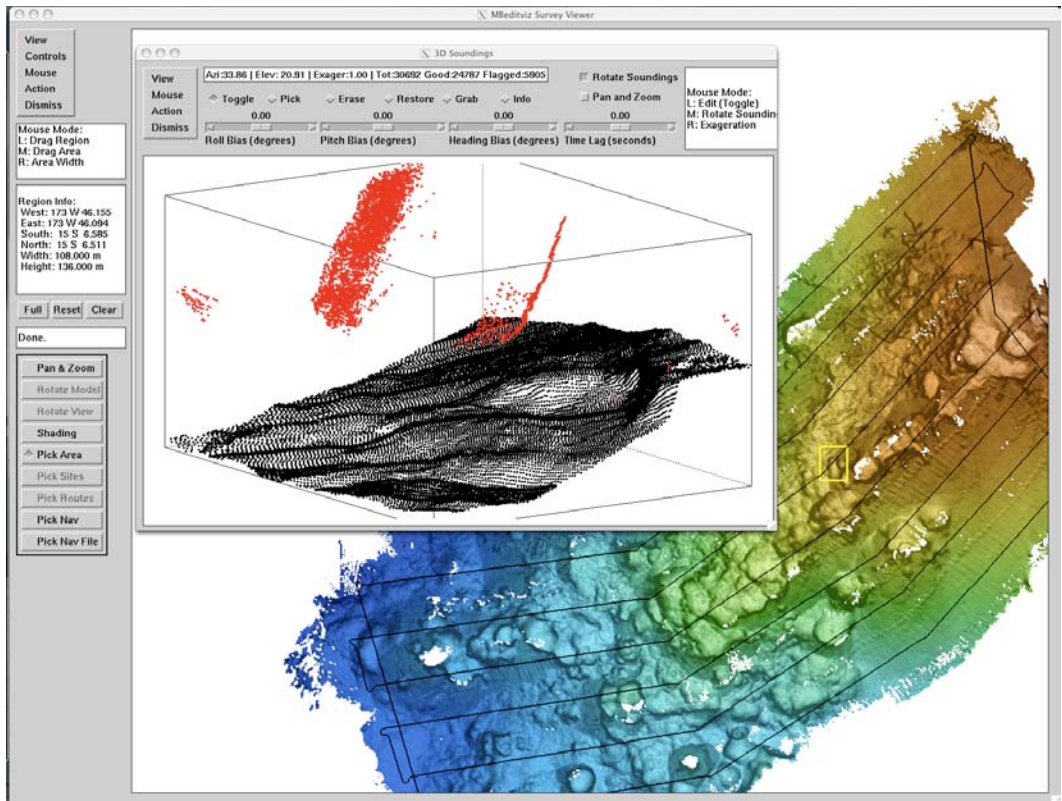 MBeditviz Survey Viewer
View
Controls
Mouse
Action
Dismiss
Mouse Mode:
L: Drag Region
M: Drag Area
R: Area Width
Region Info:
West: 173 W 46.155
East: 173 W 46.094
South: 15 S 6.585
North: 15 S 6.511
Width: 108.000 m
Height: 136.000 m
Full Reset Clear
Done.
Pan & Zoom
Rotate Model
Rotate View
Shading
Pick Area
Pick Sites
Pick Routes
Pick Nav
Pick Nav File
3D Soundings
View
Mouse
Action
Dismiss
Azi:33.86 | Elev: 20.91 | Exager:1.00 | Tot:30692 Good:24787 Flagged:5905
Toggle Pick Erase Restore Grab Info
0.00 0.00 0.00 0.00
Roll Bias (degrees) Pitch Bias (degrees) Heading Bias (degrees) Time Lag (seconds)
Rotate Soundings
Pan and Zoom
Mouse Mode:
L: Edit (Toggle)
M: Rotate Soundin
R: Exageration